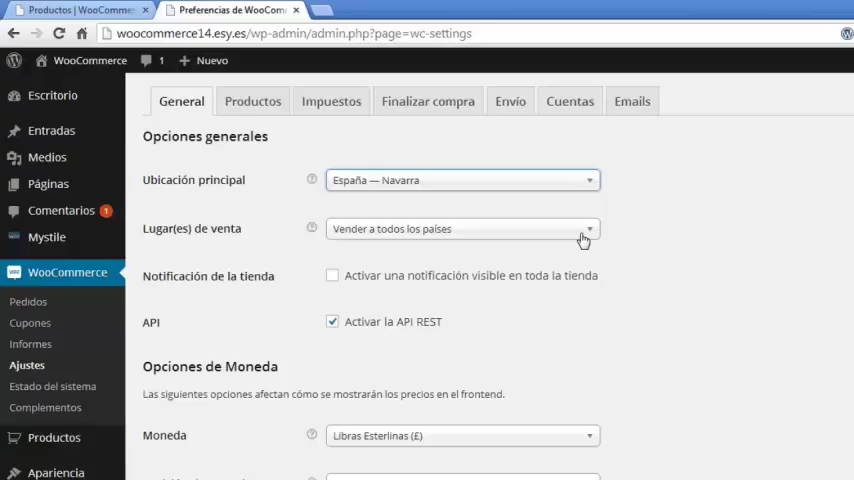 Productos | WooCommer
Preferencias de WooCom
woocommerce14.esy.es/wp-admin/admin.php?page=wc-settings
WooCommerce
1
Nuevo
Escritorio
Entradas
Medios
Páginas
Comentarios 1
Mystile
WooCommerce
Pedidos
Cupones
Informes
Ajustes
Estado del sistema
Complementos
Productos
Apariencia
General
Productos
Impuestos
Finalizar compra
Envío
Cuentas
Emails
Opciones generales
Ubicación principal
España — Navarra
Lugar(es) de venta
Vender a todos los países
Notificación de la tienda
Activar una notificación visible en toda la tienda
API
Activar la API REST
Opciones de Moneda
Las siguientes opciones afectan cómo se mostrarán los precios en el frontend.
Moneda
Libras Esterlinas (£)